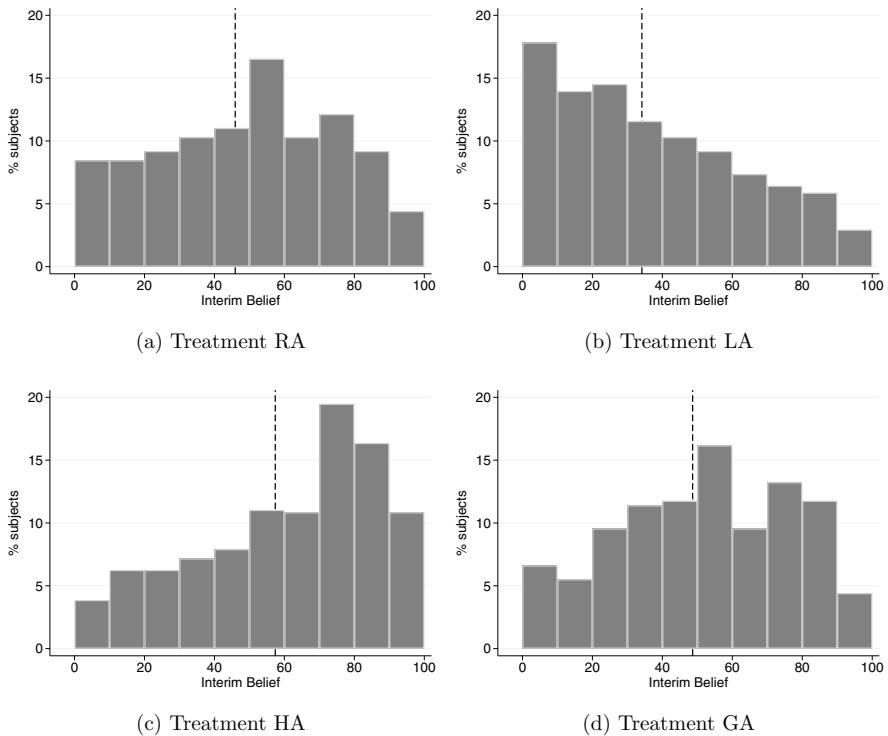 20
15
10
5
0
% subjects
0 20 40 60 80 100
Interim Belief
(a) Treatment RA
20
15
10
5
0
% subjects
0 20 40 60 80 100
Interim Belief
(b) Treatment LA
20
15
10
5
0
% subjects
0 20 40 60 80 100
Interim Belief
(c) Treatment HA
20
15
10
5
0
% subjects
0 20 40 60 80 100
Interim Belief
(d) Treatment GA